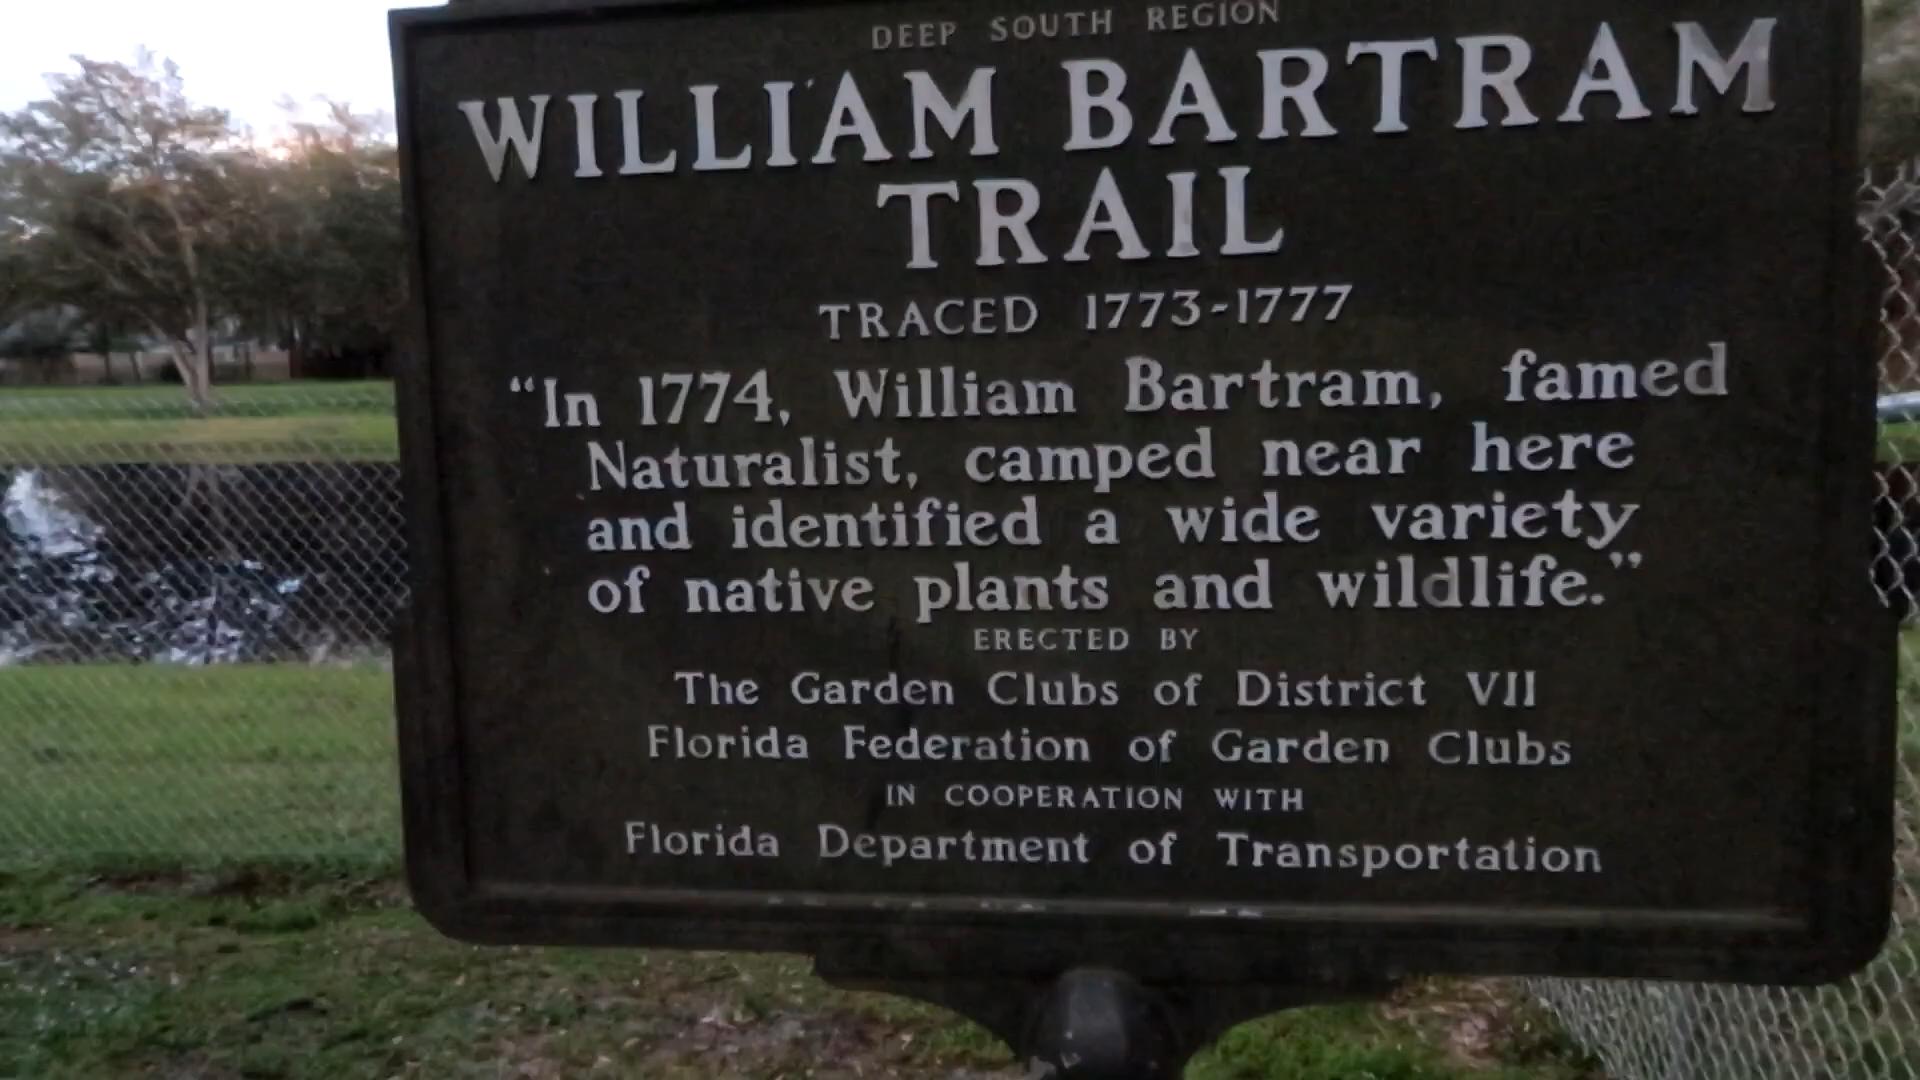 DEEP SOUTH REGION
WILLIAM BARTRAM
TRAIL
TRACED 1773-1777
“In 1774, William Bartram, famed
Naturalist, camped near here
and identified a wide variety
of native plants and wildlife.”
ERECTED BY
The Garden Clubs of District VII
Florida Federation of Garden Clubs
IN COOPERATION WITH
Florida Department of Transportation